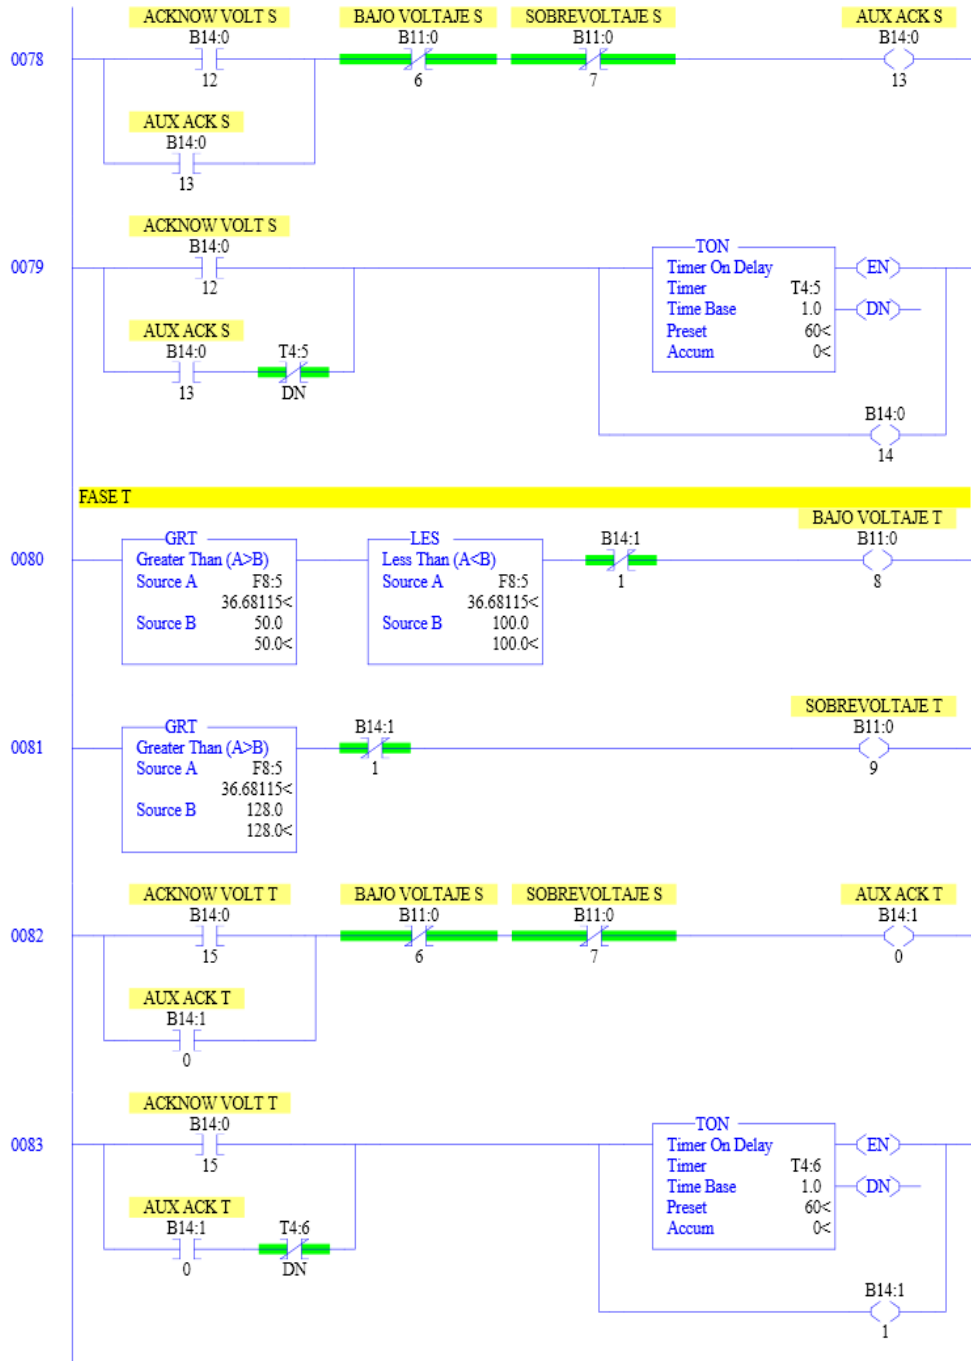 ACKNOW VOLT S BAJO VOLTAJE S SOBREVOLTAJE S AUX ACK S
B14:0 B11:0 B11:0 B14:0
0078
12 6 7 13
AUX ACK S
B14:0
13
ACKNOW VOLT S
B14:0
TON
0079 Timer On Delay EN
12 Timer T4:5
Time Base 1.0 DN
AUX ACK S Preset 60<
B14:0 T4:5 Accum 0<
13 DN
B14:0
14
FASE T
BAJO VOLTAJE T
GRT LES B14:1 B11:0
0080 Greater Than (A>B) Less Than (A<B)
Source A F8:5 Source A F8:5 1 8
36.68115< 36.68115<
Source B 50.0 Source B 100.0
50.0< 100.0<
SOBREVOLTAJE T
GRT B14:1 B11:0
0081 Greater Than (A>B)
Source A F8:5 1 9
36.68115<
Source B 128.0
128.0<
ACKNOW VOLT T BAJO VOLTAJE S SOBREVOLTAJE S AUX ACK T
B14:0 B11:0 B11:0 B14:1
0082
15 6 7 0
AUX ACK T
B14:1
0
ACKNOW VOLT T
B14:0 TON
0083 Timer On Delay EN
15 Timer T4:6
Time Base 1.0 DN
AUX ACK T Preset 60<
B14:1 T4:6 Accum 0<
0 DN
B14:1
1